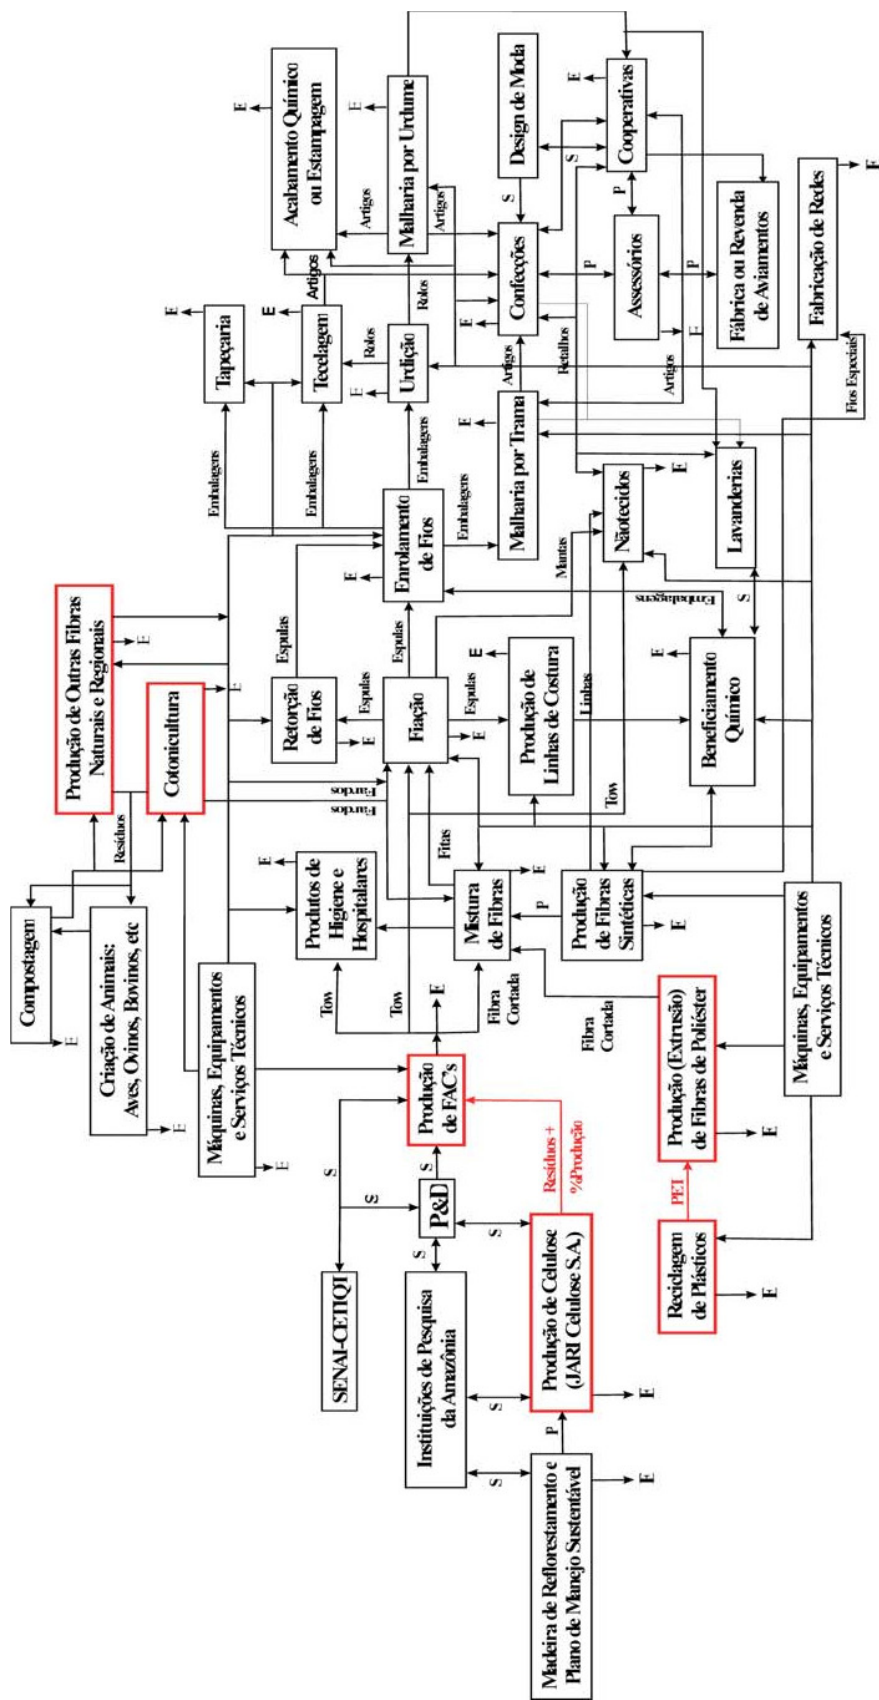 Compostagem
Criação de Animais:
Aves, Ovinos, Bovinos, etc
E
E
Resíduos
Produção de Outras Fibras
Naturais e Regionais
E
Cotonicultura
E
Máquinas, Equipamentos
e Serviços Técnicos
E
Fardos
Fardos
Tapeçaria
E
Embalagens
Acabamento Químico
ou Estampagem
E
Tecelagem
E
Artigos
Embalagens
Artigos
Rolos
Retorção
de Fios
E
Espulas
Espulas
Produtos de
Higiene e
Hospitalares
E
Tow
Tow
SENAI-CETIQT
S
S
Malharia por Urdume
E
Artigos
Rolos
Urdição
E
Embalagens
Enrolamento
de Fios
E
Espulas
Embalagens
Fiação
E
Espulas
Fitas
Produção
de FAC's
E
S
P&D
S
S
Instituições de Pesquisa
da Amazônia
S
S
Fibra
Cortada
Mistura
de Fibras
E
Design de Moda
S
S
Confecções
E
Artigos
Retalhos
Malharia por Trama
E
Mantas
Produção de
Linhas de Costura
E
Linhas
Resíduos +
%Produção
Produção de Celulose
(JARI Celulose S.A.)
E
P
Madeira de Reflorestamento e
Plano de Manejo Sustentável
E
Cooperativas
E
P
Assessórios
P
E
P
Artigos
Nãotecidos
E
Tow
Produção
de Fibras
Sintéticas
E
P
Fibra
Cortada
Produção (Extrusão)
de Fibras de Poliéster
E
PET
Reciclagem
de Plásticos
E
Fábrica ou Revenda
de Aviamentos
Lavanderias
S
Embalagens
Beneficiamento
Químico
E
Fabricação de Redes
E
Fios Especiais
Máquinas, Equipamentos
e Serviços Técnicos